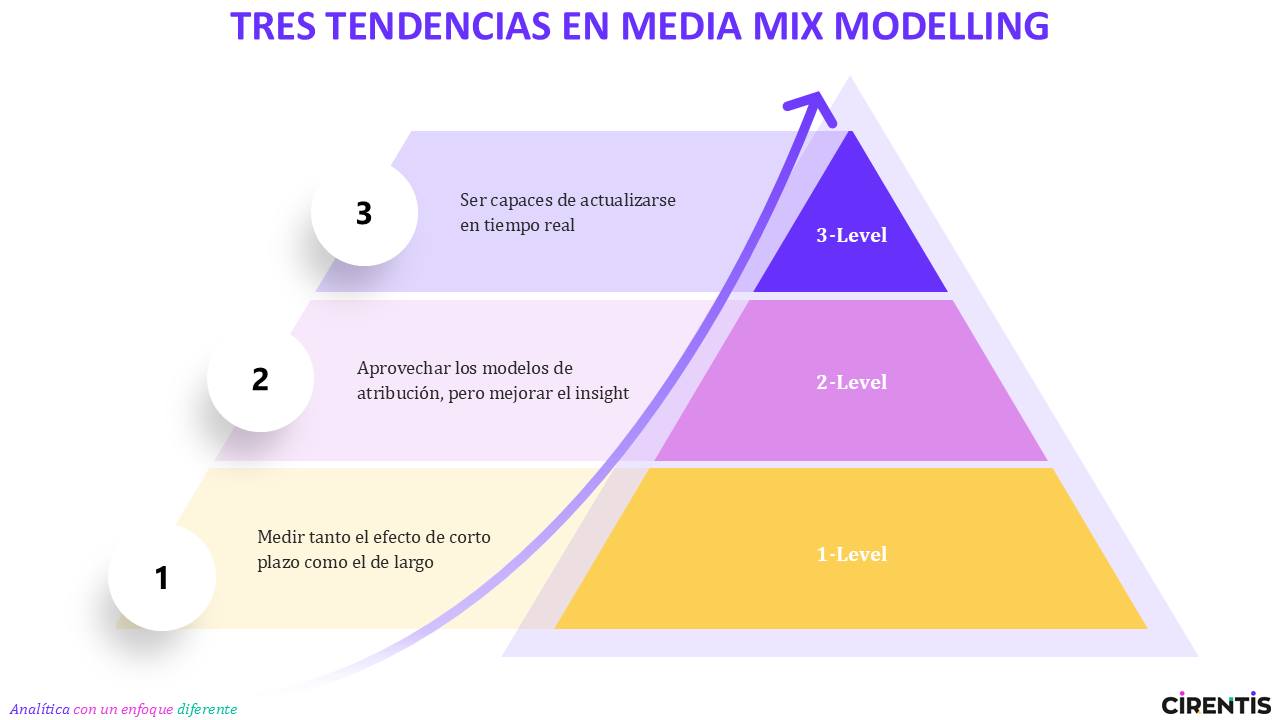 TRES TENDENCIAS EN MEDIA MIX MODELLING
3
Ser capaces de actualizarse
en tiempo real
3-Level
2
Aprovechar los modelos de
atribución, pero mejorar el insight
2-Level
1
Medir tanto el efecto de corto
plazo como el de largo
1-Level
Analítica con un enfoque diferente
CIRENTIS